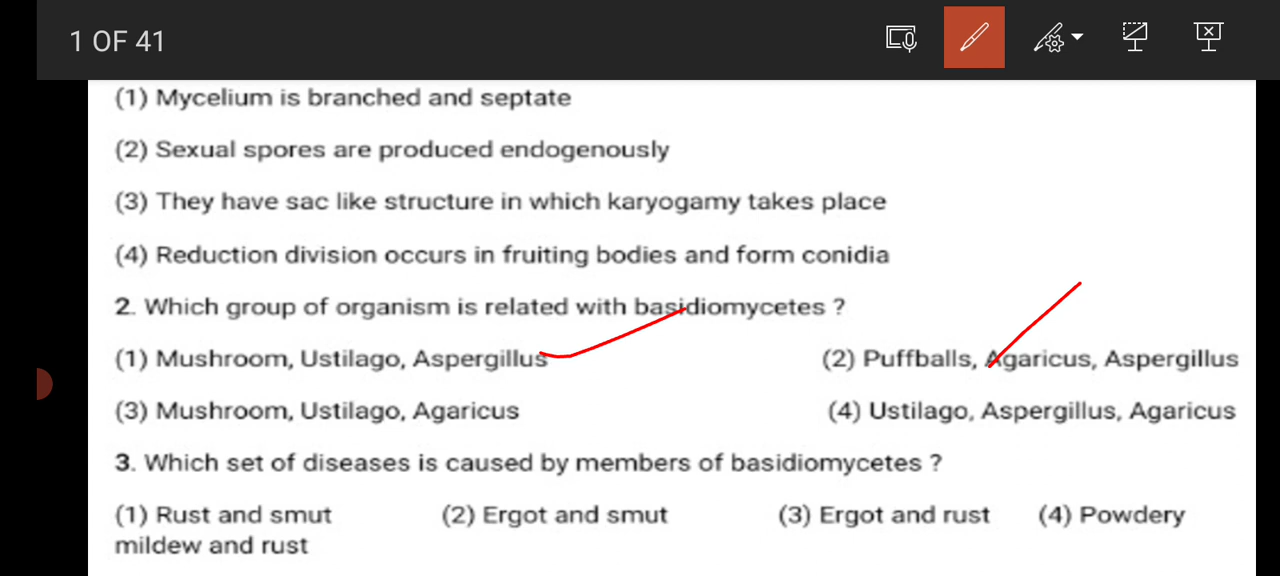 1 OF 41
(1) Mycelium is branched and septate
(2) Sexual spores are produced endogenously
(3) They have sac like structure in which karyogamy takes place
(4) Reduction division occurs in fruiting bodies and form conidia
2. Which group of organism is related with basidiomycetes ?
(1) Mushroom, Ustilago, Aspergillus (2) Puffballs, Agaricus, Aspergillus
(3) Mushroom, Ustilago, Agaricus (4) Ustilago, Aspergillus, Agaricus
3. Which set of diseases is caused by members of basidiomycetes ?
(1) Rust and smut (2) Ergot and smut (3) Ergot and rust (4) Powdery
mildew and rust